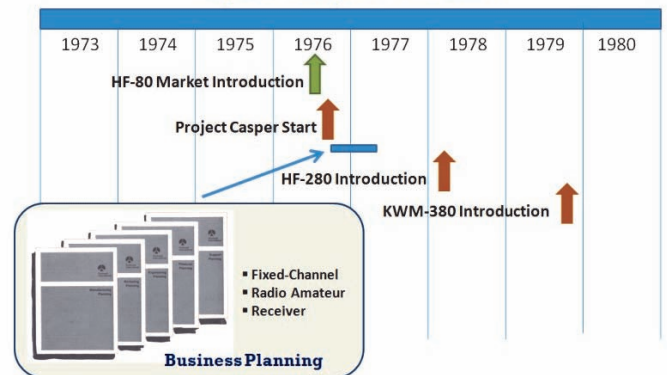 1973 1974 1975 1976 1977 1978 1979 1980
HF-80 Market Introduction
Project Casper Start
HF-280 Introduction
KWM-380 Introduction
▪ Fixed-Channel
▪ Radio Amateur
▪ Receiver
Business Planning